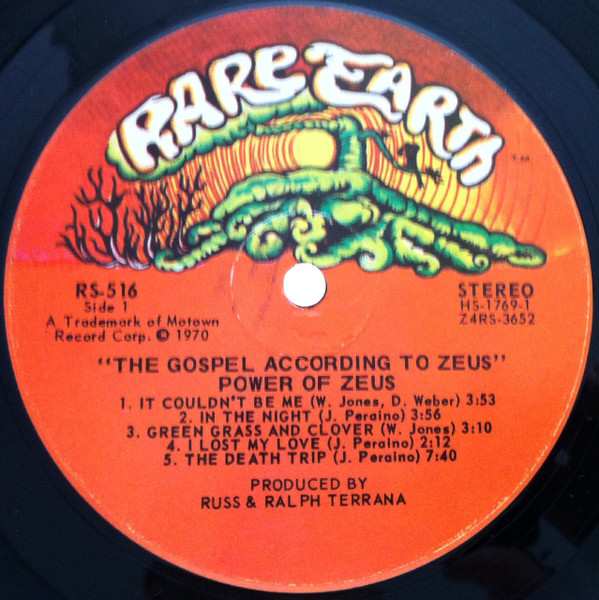 RARE EARTH
TM
RS-516
Side 1
A Trademark of Motown
Record Corp. © ℗ 1970
STEREO
HS-1769-1
Z4RS-3652
"THE GOSPEL ACCORDING TO ZEUS"
POWER OF ZEUS
1. IT COULDN'T BE ME (W. Jones, D. Weber) 3:53
2. IN THE NIGHT (J. Peraino) 3:56
3. GREEN GRASS AND CLOVER (W. Jones) 3:10
4. I LOST MY LOVE (J. Peraino) 2:12
5. THE DEATH TRIP (J. Peraino) 7:40
PRODUCED BY
RUSS & RALPH TERRANA